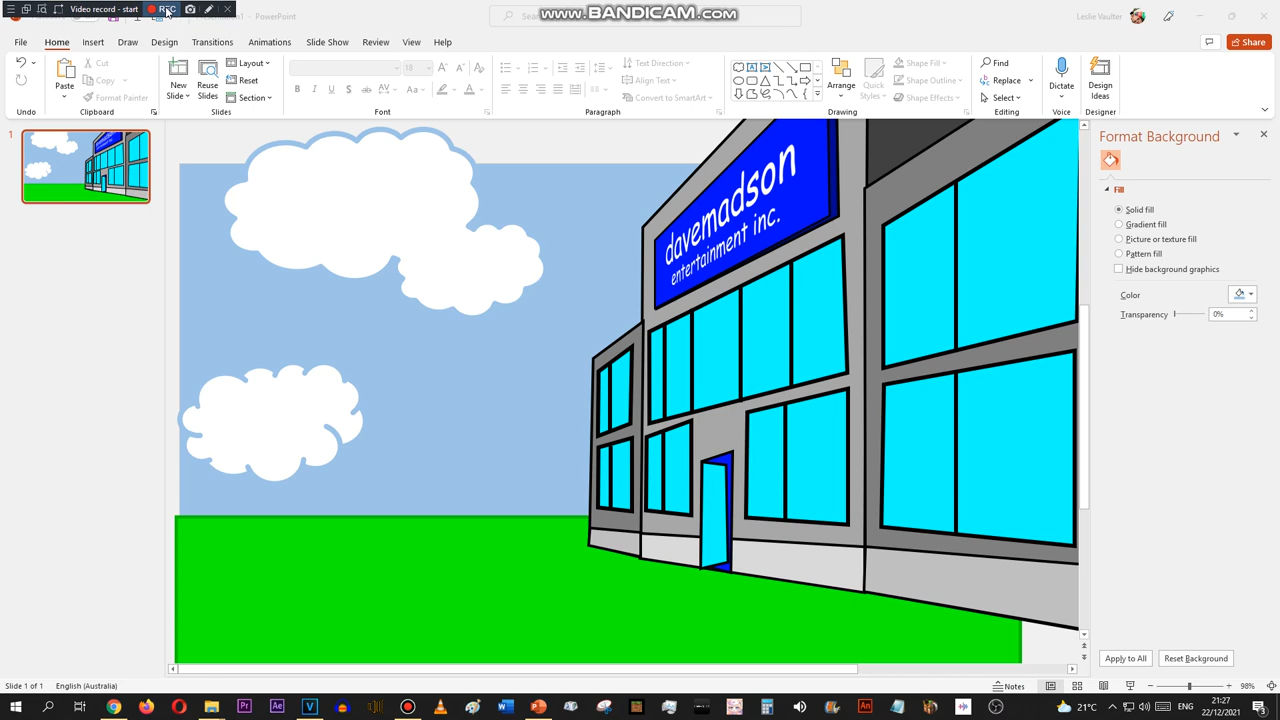 Video record - start
REC
PowerPoint
www.BANDICAM.com
Leslie Vaulter
File Home Insert Draw Design Transitions Animations Slide Show Review View Help
Share
Undo
Paste
Cut
Copy
Format Painter
Clipboard
New Slide
Reuse Slides
Layout
Reset
Section
Slides
18
Font
Text Direction
Align Text
Convert to SmartArt
Paragraph
Arrange
Quick Styles
Shape Fill
Shape Outline
Shape Effects
Drawing
Find
Replace
Select
Editing
Dictate
Voice
Design Ideas
Designer
1
davemadson
entertainment inc.
Format Background
Fill
Solid fill
Gradient fill
Picture or texture fill
Pattern fill
Hide background graphics
Color
Transparency 0%
Apply to All Reset Background
Slide 1 of 1 English (Australia)
Notes
98%
21°C
ENG
21:27
22/12/2021